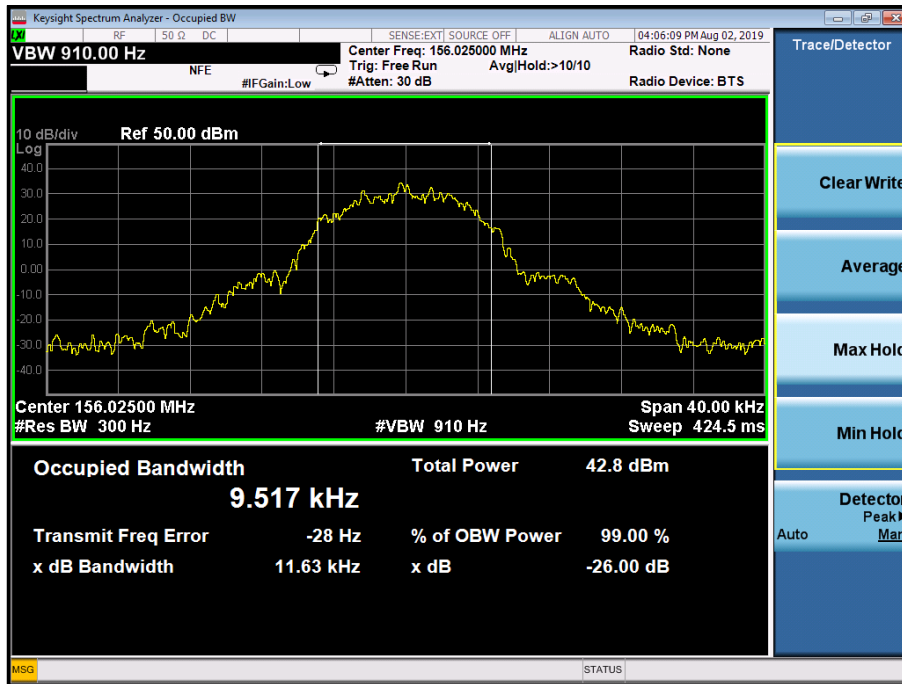 Keysight Spectrum Analyzer - Occupied BW
LXI RF 50 Ω DC SENSE:EXT SOURCE OFF ALIGN AUTO 04:06:09 PM Aug 02, 2019
VBW 910.00 Hz
NFE
#IFGain:Low
Center Freq: 156.025000 MHz
Trig: Free Run Avg|Hold:>10/10
#Atten: 30 dB
Radio Std: None
Radio Device: BTS
Trace/Detector
10 dB/div Ref 50.00 dBm
Log
40.0
30.0
20.0
10.0
0.00
-10.0
-20.0
-30.0
-40.0
Center 156.02500 MHz Span 40.00 kHz
#Res BW 300 Hz #VBW 910 Hz Sweep 424.5 ms
Occupied Bandwidth Total Power 42.8 dBm
9.517 kHz
Transmit Freq Error -28 Hz % of OBW Power 99.00 %
x dB Bandwidth 11.63 kHz x dB -26.00 dB
Clear Write
Average
Max Hold
Min Hold
Detector
Peak
Auto Man
MSG STATUS